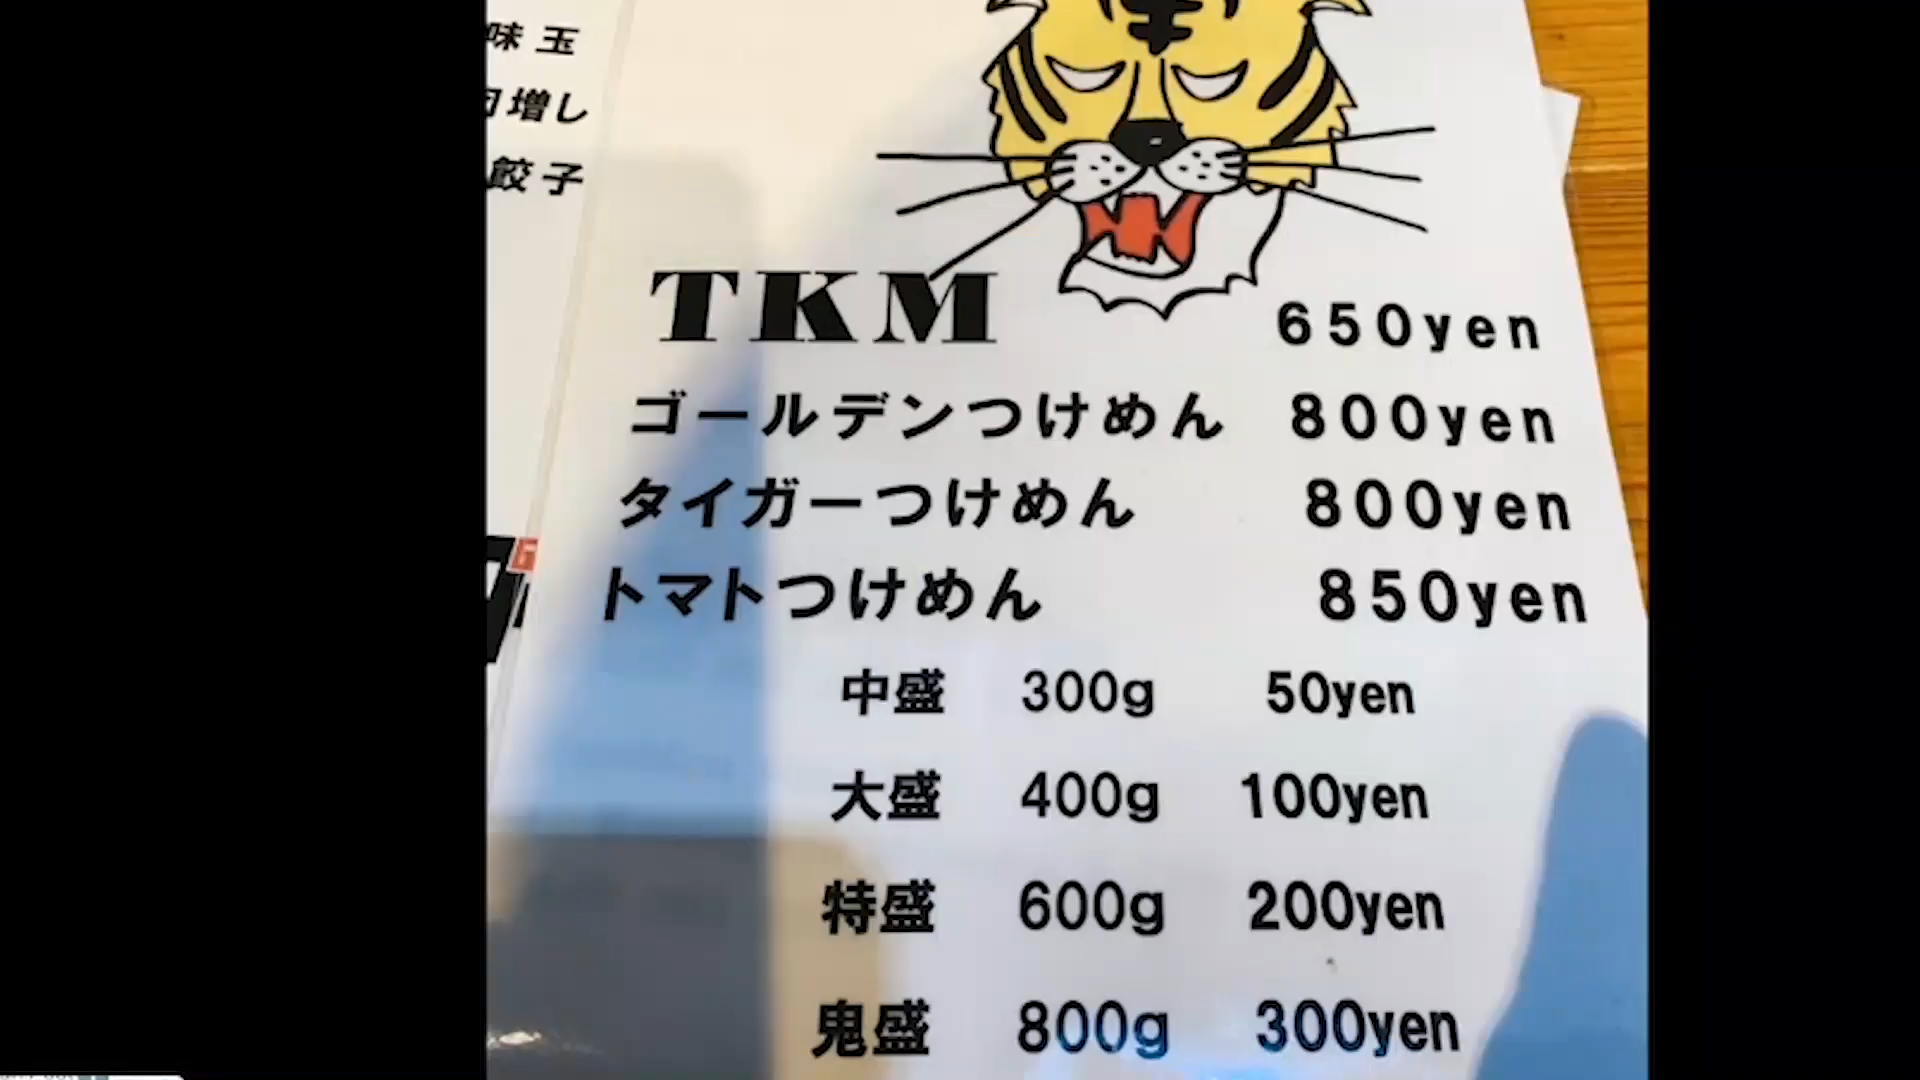 味玉
増し
餃子
TKM 650yen
ゴールデンつけめん 800yen
タイガーつけめん 800yen
トマトつけめん 850yen
中盛 300g 50yen
大盛 400g 100yen
特盛 600g 200yen
鬼盛 800g 300yen